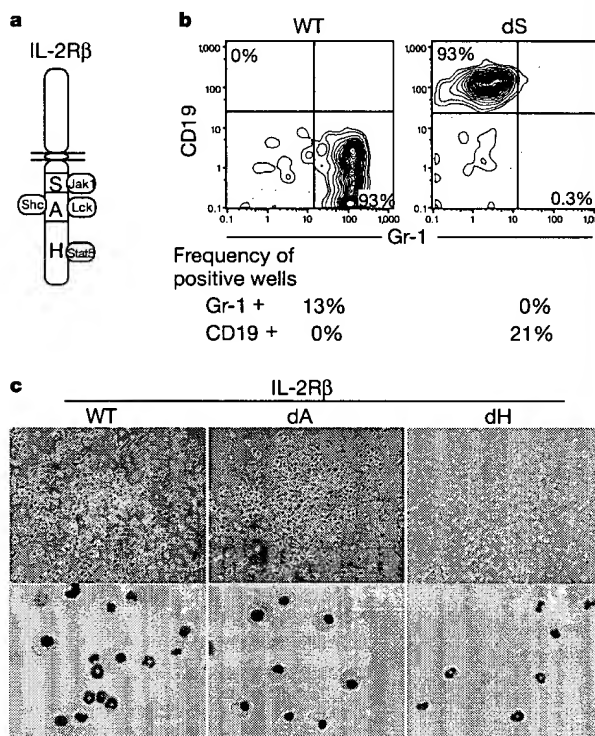 a
IL-2Rβ
S
Jak1
Shc
A
Lck
H
Stat5
b
WT
dS
1,000
0%
100
CD19
10
1
0.1
93%
0.1 1 10 100 1,000
1,000
93%
100
10
1
0.1
0.3%
0.1 1 10 100 1,000
Gr-1
Frequency of
positive wells
Gr-1 + 13% 0%
CD19 + 0% 21%
c
IL-2Rβ
WT dA dH